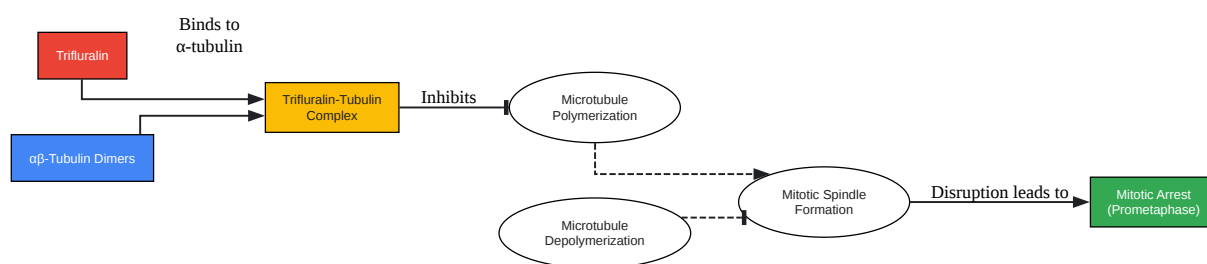 Binds to
α-tubulin
Trifluralin
αβ-Tubulin Dimers
Trifluralin-Tubulin
Complex
Inhibits
Microtubule
Polymerization
Microtubule
Depolymerization
Mitotic Spindle
Formation
Disruption leads to
Mitotic Arrest
(Prometaphase)